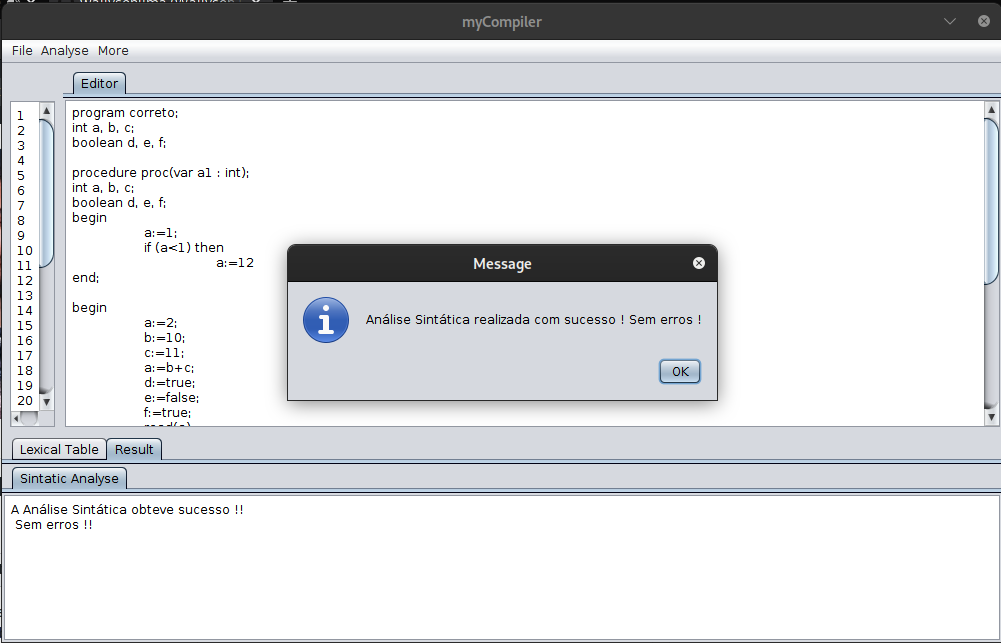 myCompiler
File Analyse More
Editor
1
2
3
4
5
6
7
8
9
10
11
12
13
14
15
16
17
18
19
20
program correto;
int a, b, c;
boolean d, e, f;
procedure proc(var a1 : int);
int a, b, c;
boolean d, e, f;
begin
a:=1;
if (a<1) then
a:=12
end;
begin
a:=2;
b:=10;
c:=11;
a:=b+c;
d:=true;
e:=false;
f:=true;
Message
Análise Sintática realizada com sucesso ! Sem erros !
OK
Lexical Table Result
Sintatic Analyse
A Análise Sintática obteve sucesso !!
Sem erros !!